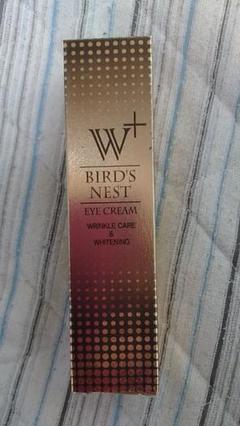 W+
BIRD'S
NEST
EYE CREAM
WRINKLE CARE
&
WHITENING